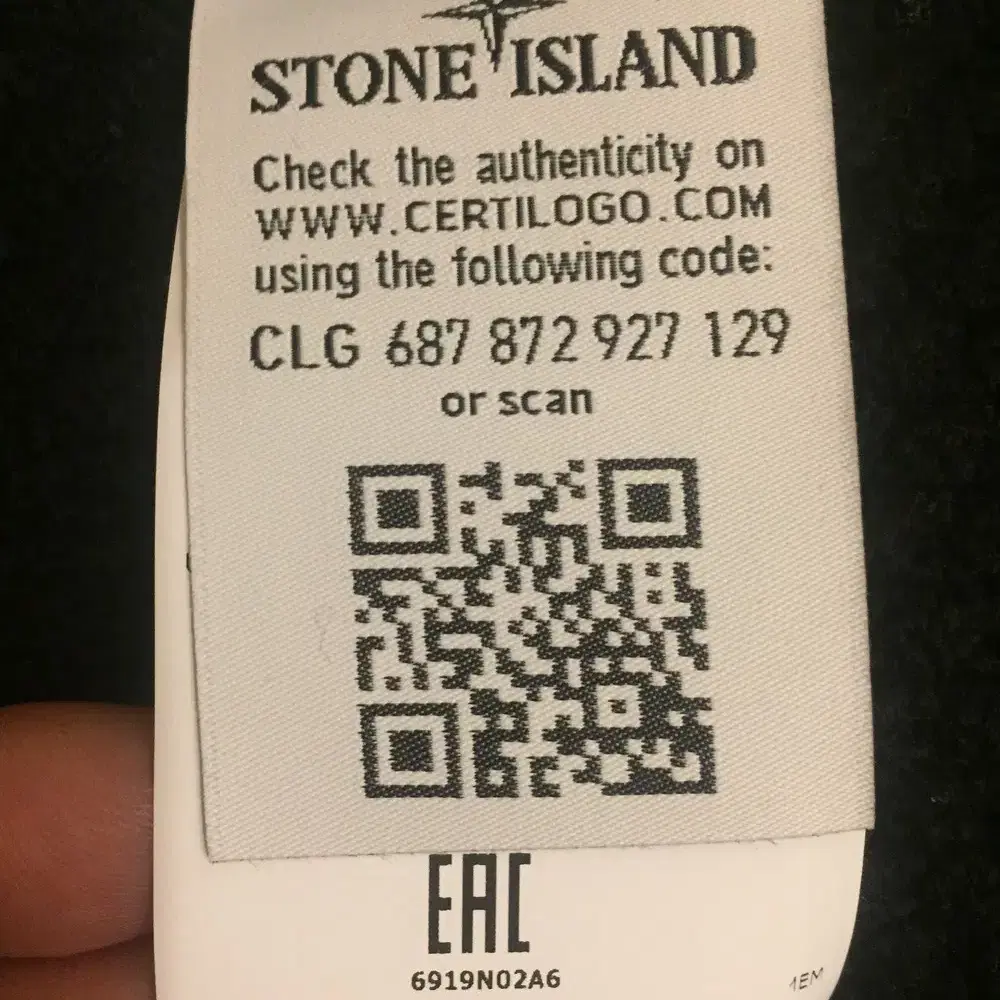 STONE ISLAND
Check the authenticity on
WWW.CERTILOGO.COM
using the following code:
CLG 687 872 927 129
or scan
EAC
6919N02A6
1EM